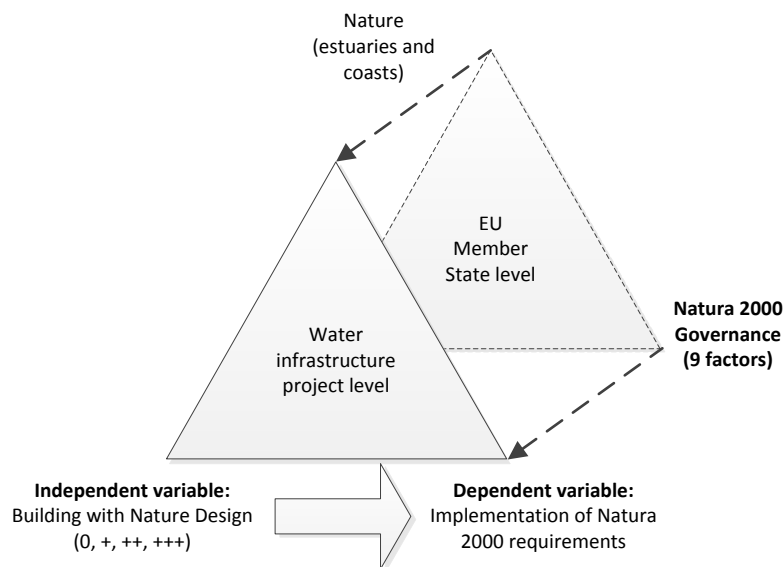 Nature
(estuaries and
coasts)
EU
Member
State level
Natura 2000
Governance
(9 factors)
Water
infrastructure
project level
Independent variable:
Building with Nature Design
(0, +, ++, +++)
Dependent variable:
Implementation of Natura
2000 requirements